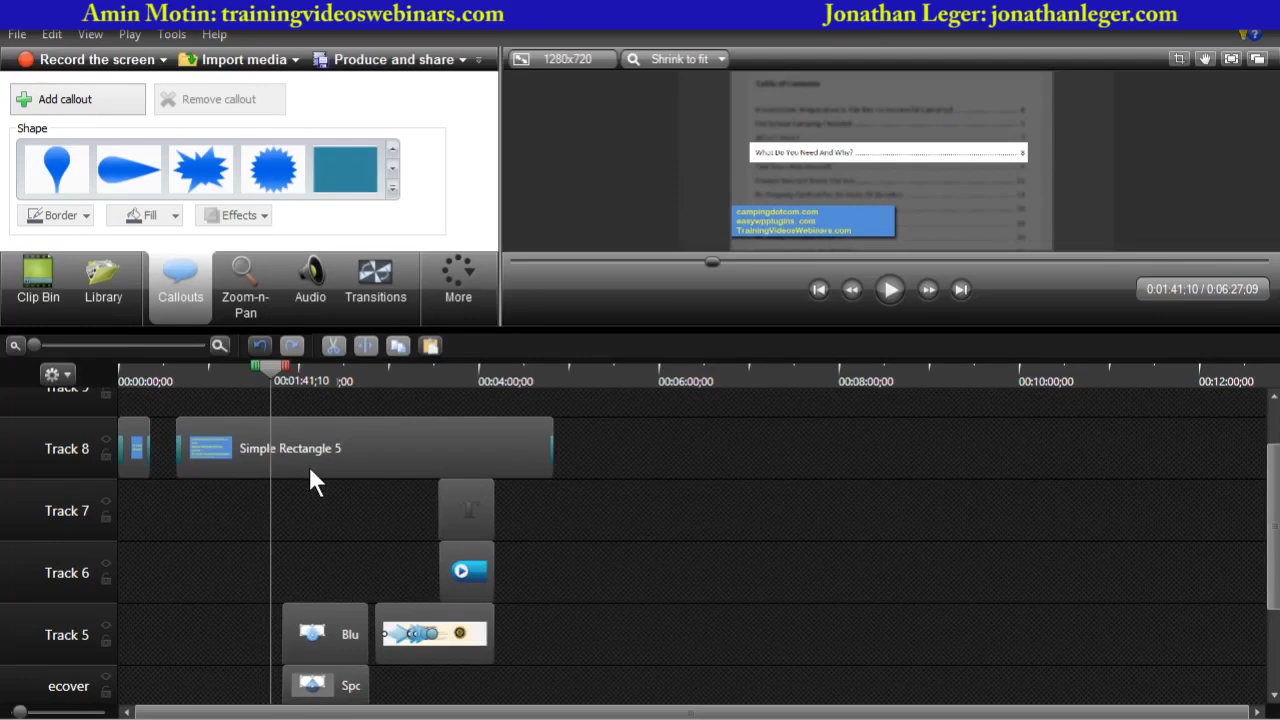 Amin Motin: trainingvideoswebinars.com
Jonathan Leger: jonathanleger.com
File Edit View Play Tools Help
Record the screen Import media Produce and share
1280x720 Shrink to fit
Add callout Remove callout
Shape
Table of Contents
What Do You Need And Why? 8
Border Fill Effects
campingdotcom.com
easywpplugins .com
TrainingVideosWebinars.com
Clip Bin Library Callouts Zoom-n-Pan Audio Transitions More
0:01:41;10 / 0:06:27;09
00:00:00;00 00:01:41;10 ;00 00:04:00;00 00:06:00;00 00:08:00;00 00:10:00;00 00:12:00;00
Track 8 Simple Rectangle 5
Track 7 T
Track 6
Track 5 Blu
ecover Spc